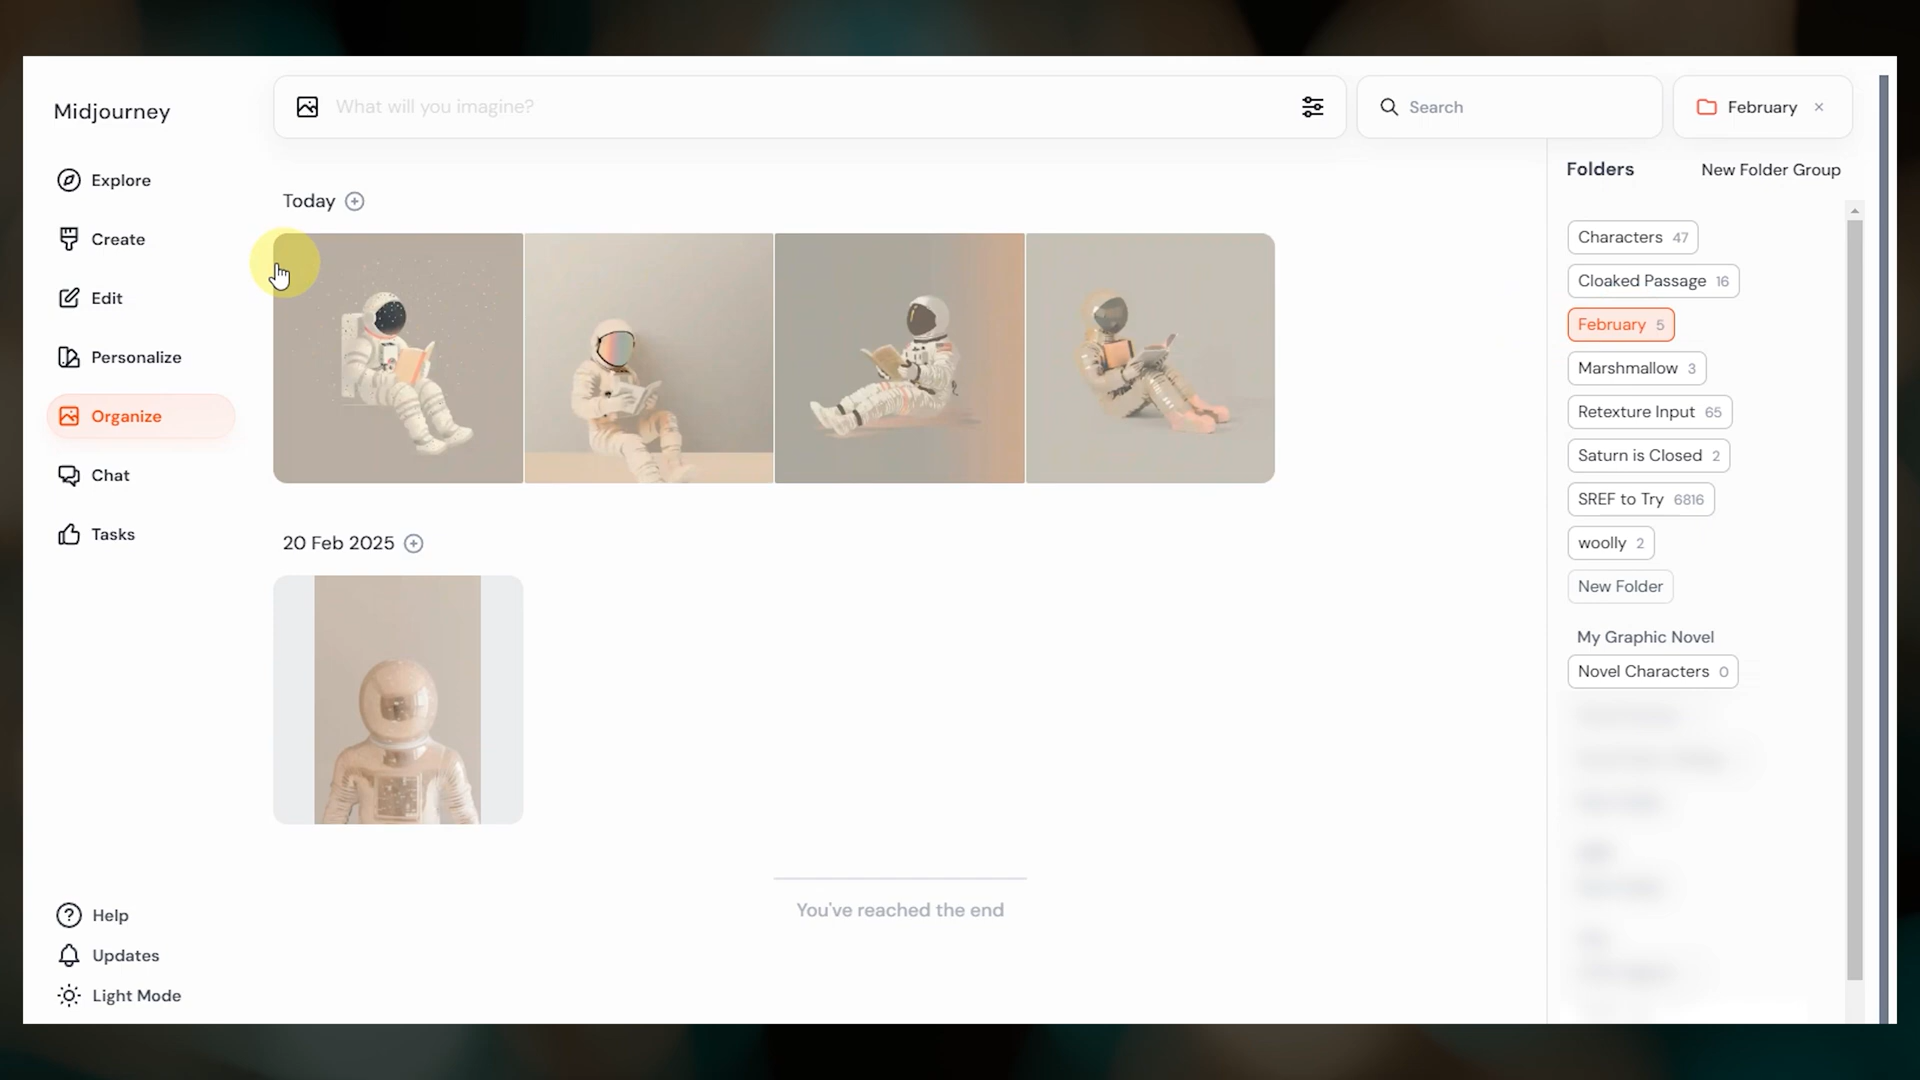 Midjourney
What will you imagine?
Search
February ×
Explore
Create
Edit
Personalize
Organize
Chat
Tasks
Help
Updates
Light Mode
Today
20 Feb 2025
You've reached the end
Folders
New Folder Group
Characters 47
Cloaked Passage 16
February 5
Marshmallow 3
Retexture Input 65
Saturn is Closed 2
SREF to Try 6816
woolly 2
New Folder
My Graphic Novel
Novel Characters 0